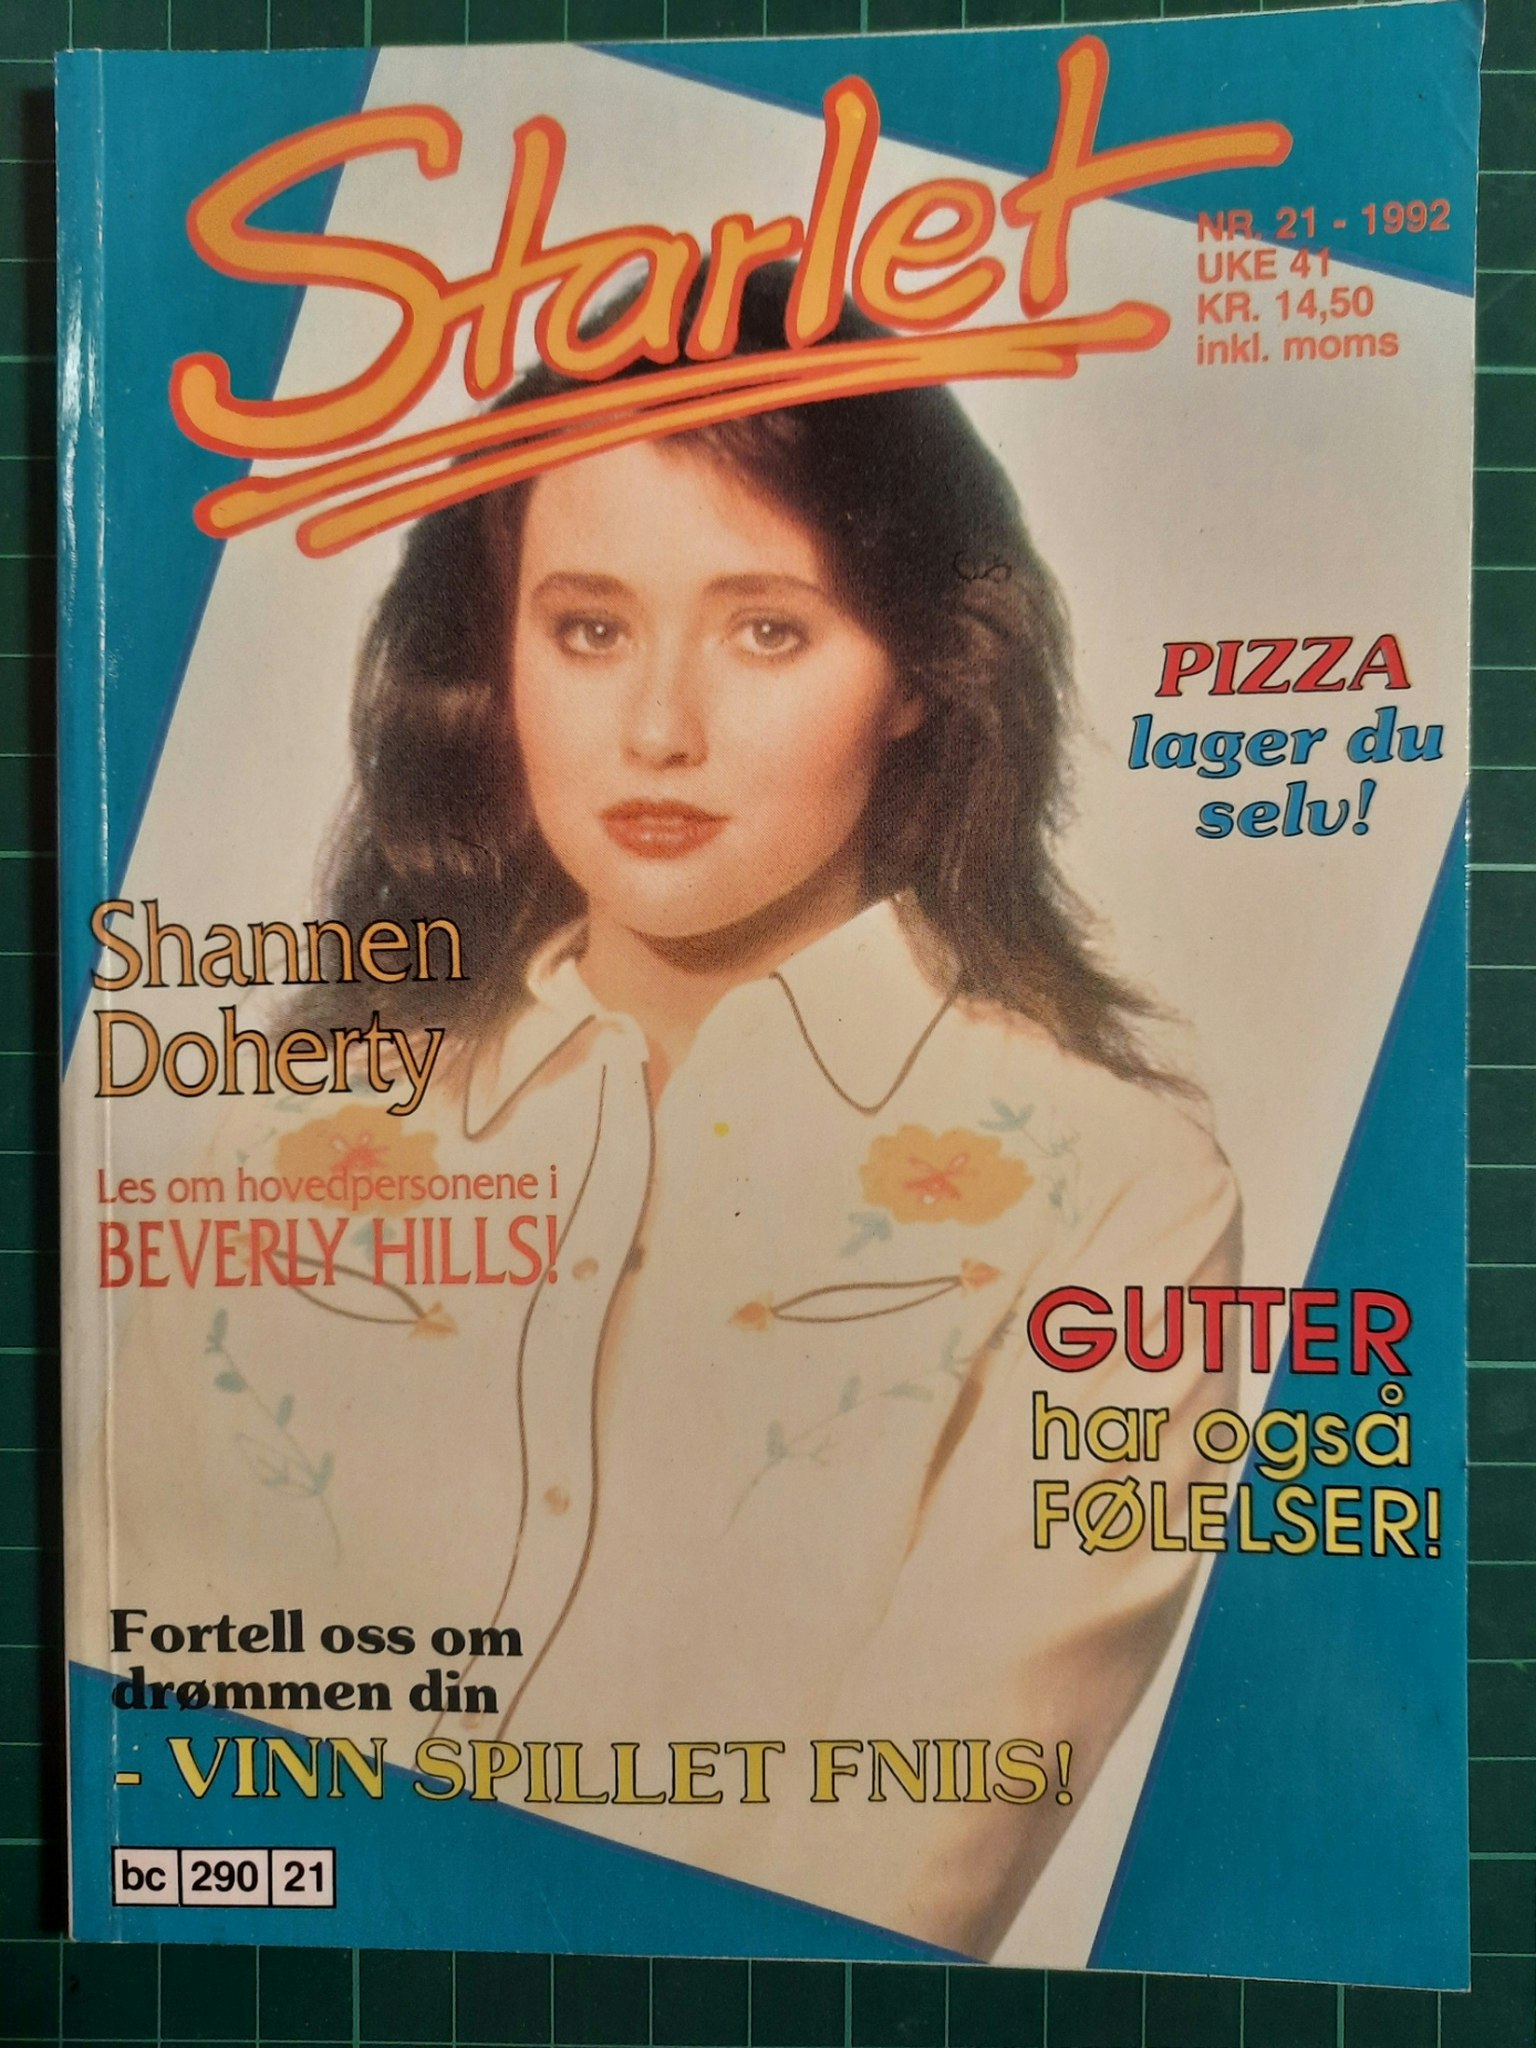 Starlet
NR. 21 - 1992
UKE 41
KR. 14,50
inkl. moms
PIZZA
lager du
selv!
Shannen
Doherty
Les om hovedpersonene i
BEVERLY HILLS!
GUTTER
har også
FØLELSER!
Fortell oss om
drømmen din
- VINN SPILLET FNIIS!
bc 290 21